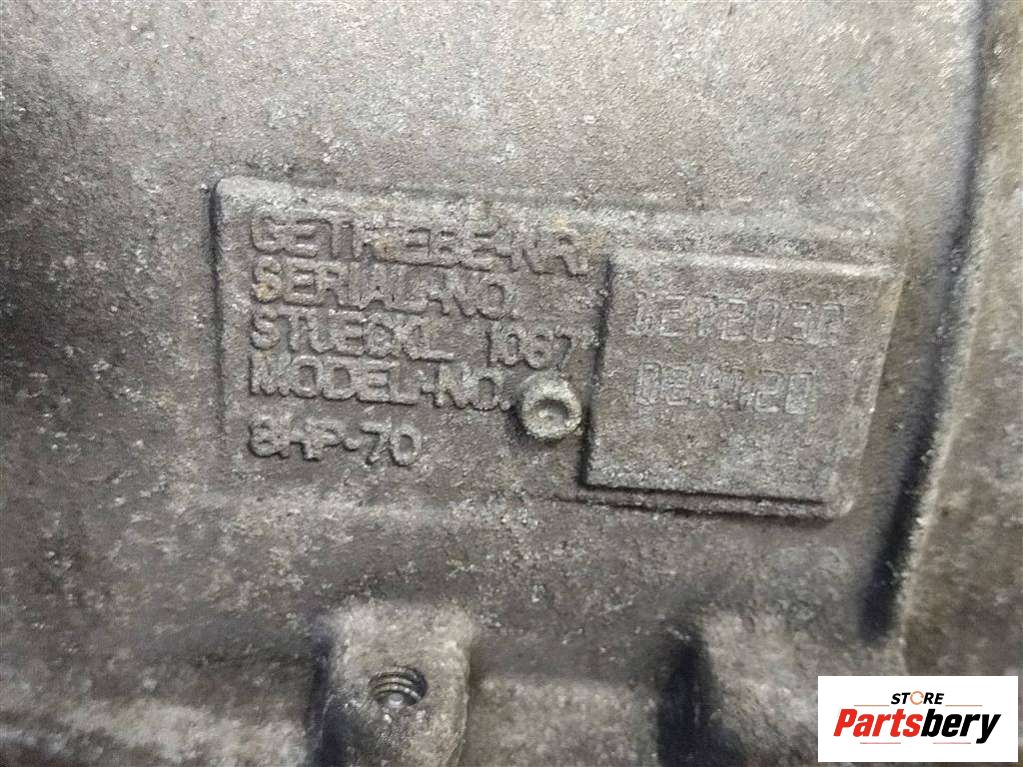 GETRIEBE-NR.
SERIAL-NO.
STUECKL 1087
MODEL-NO.
8HP-70
STORE
Partsbery